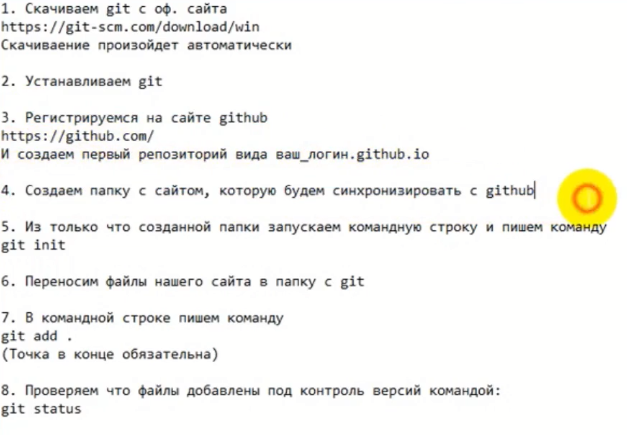 1. Скачиваем git с оф. сайта
https://git-scm.com/download/win
Скачиваение произойдет автоматически
2. Устанавливаем git
3. Регистрируемся на сайте github
https://github.com/
И создаем первый репозиторий вида ваш_логин.github.io
4. Создаем папку с сайтом, которую будем синхронизировать с github
5. Из только что созданной папки запускаем командную строку и пишем команду
git init
6. Переносим файлы нашего сайта в папку с git
7. В командной строке пишем команду
git add .
(Точка в конце обязательна)
8. Проверяем что файлы добавлены под контроль версий командой:
git status